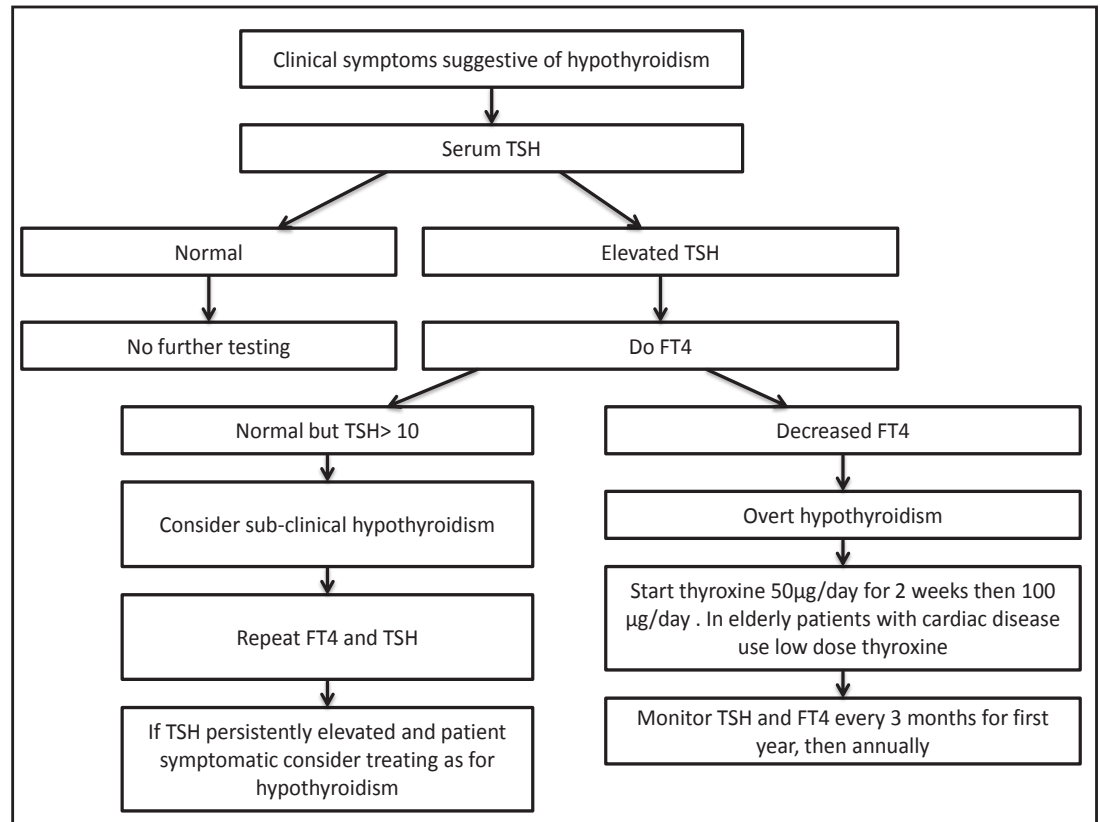 Clinical symptoms suggestive of hypothyroidism
Serum TSH
Normal
Elevated TSH
No further testing
Do FT4
Normal but TSH> 10
Decreased FT4
Consider sub-clinical hypothyroidism
Overt hypothyroidism
Repeat FT4 and TSH
Start thyroxine 50µg/day for 2 weeks then 100
µg/day . In elderly patients with cardiac disease
use low dose thyroxine
If TSH persistently elevated and patient
symptomatic consider treating as for
hypothyroidism
Monitor TSH and FT4 every 3 months for first
year, then annually